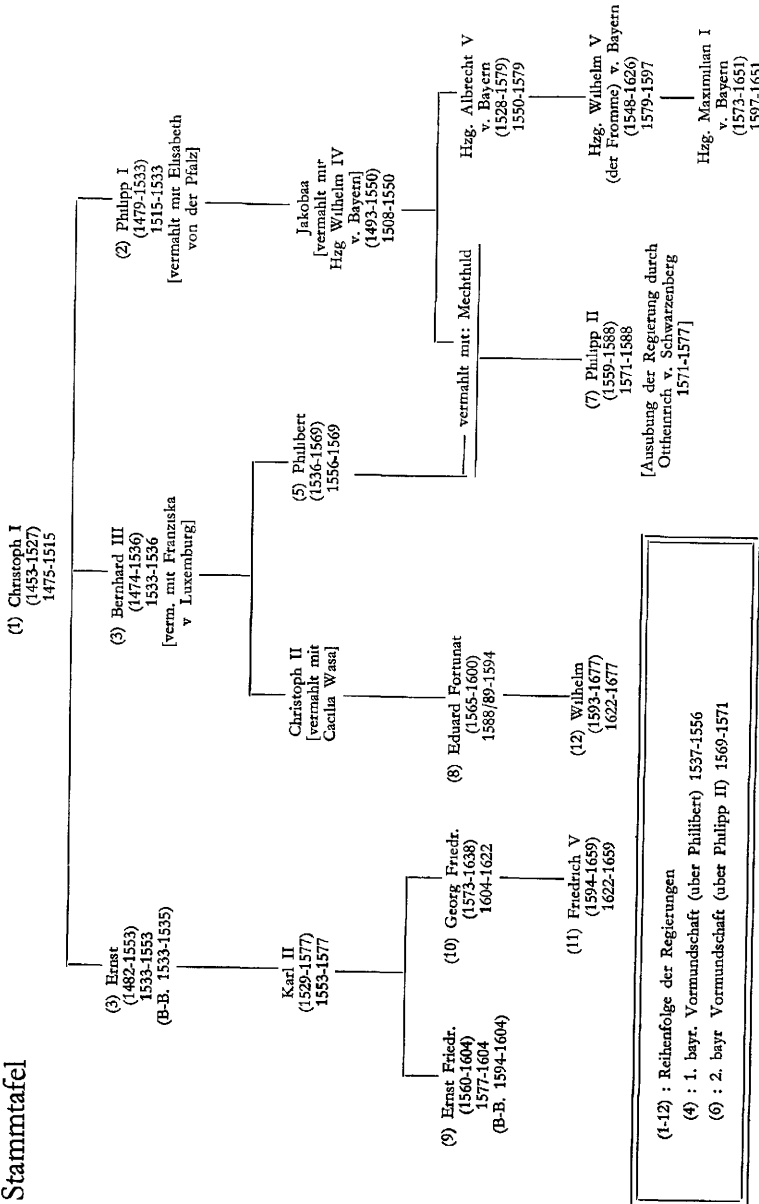 Stammtafel
(1) Christoph I
(1453-1527)
1475-1515
(3) Ernst
(1482-1553)
1533-1553
(B-B. 1533-1535)
(3) Bernhard III
(1474-1536)
1533-1536
[verm. mit Franziska
v Luxemburg]
(2) Philipp I
(1479-1533)
1515-1533
[vermahlt mit Elisabeth
von der Pfalz]
Karl II
(1529-1577)
1553-1577
Christoph II
[vermahlt mit
Cacilia Wasa]
(5) Philibert
(1536-1569)
1556-1569
Jakobaa
[vermahlt mir
Hzg Wilhelm IV
v. Bayern]
(1493-1550)
1508-1550
vermahlt mit: Mechthild
Hzg. Albrecht V
v. Bayern
(1528-1579)
1550-1579
(9) Ernst Friedr.
(1560-1604)
1577-1604
(B-B. 1594-1604)
(10) Georg Friedr.
(1573-1638)
1604-1622
(8) Eduard Fortunat
(1565-1600)
1588/89-1594
(7) Philipp II
(1559-1588)
1571-1588
[Ausubung der Regierung durch
Ottheinrich v. Schwarzenberg
1571-1577]
Hzg. Wilhelm V
(der Fromme) v. Bayern
(1548-1626)
1579-1597
(11) Friedrich V
(1594-1659)
1622-1659
(12) Wilhelm
(1593-1677)
1622-1677
Hzg. Maximilian I
v. Bayern
(1573-1651)
1597-1651
(1-12) : Reihenfolge der Regierungen
(4) : 1. bayr. Vormundschaft (uber Philibert) 1537-1556
(6) : 2. bayr Vormundschaft (uber Philipp II) 1569-1571